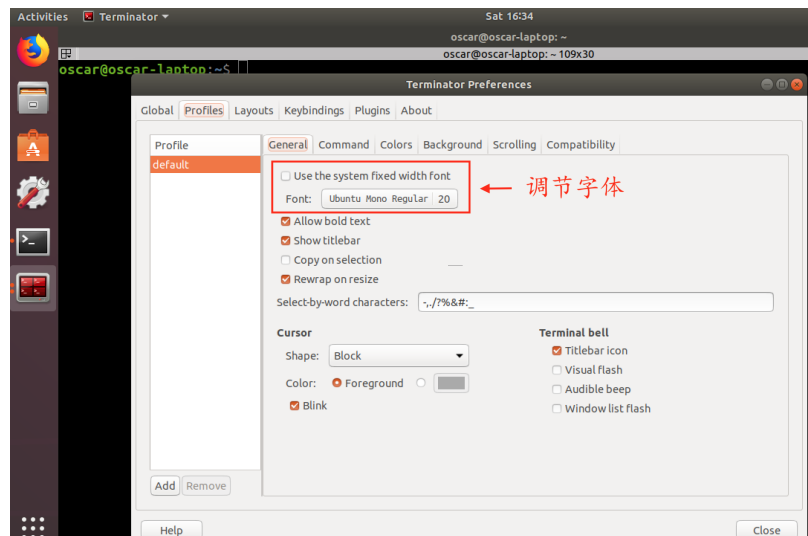 Activities Terminator Sat 16:34
oscar@oscar-laptop: ~
oscar@oscar-laptop: ~ 109x30
oscar@oscar-laptop:~$
Terminator Preferences
Global Profiles Layouts Keybindings Plugins About
Profile
default
General Command Colors Background Scrolling Compatibility
Use the system fixed width font
Font: Ubuntu Mono Regular 20
调节字体
Allow bold text
Show titlebar
Copy on selection
Rewrap on resize
Select-by-word characters: -,./?%&#:_
Cursor
Shape: Block
Color: Foreground
Blink
Terminal bell
Titlebar icon
Visual flash
Audible beep
Window list flash
Add Remove
Help Close